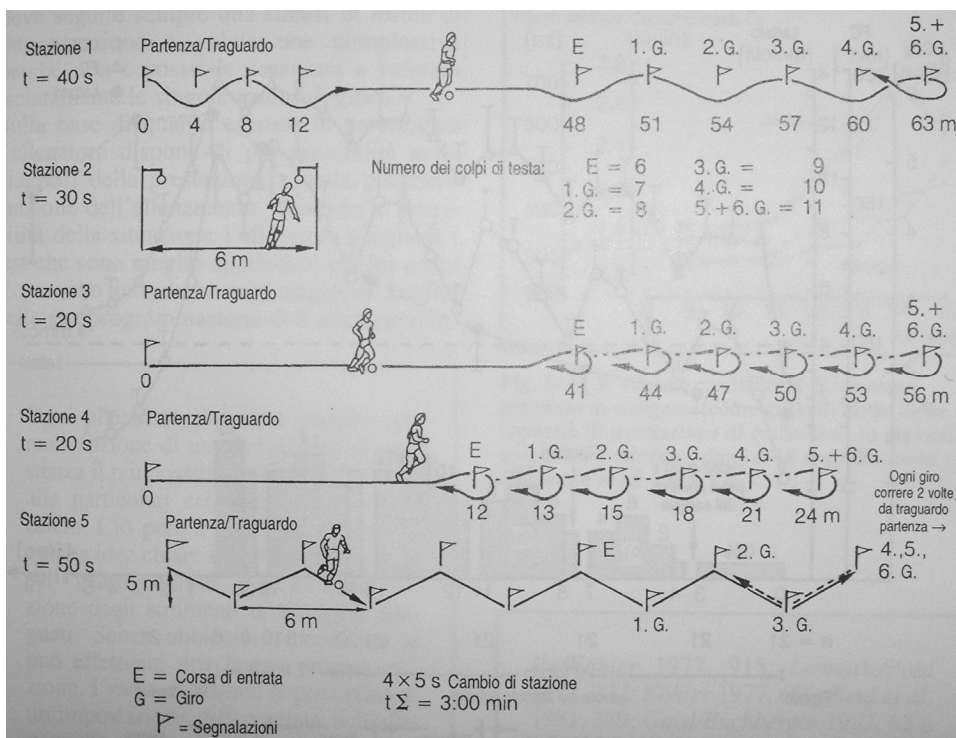 Stazione 1 Partenza/Traguardo E 1. G. 2. G. 3. G. 4. G. 5.+ 6. G.
t = 40 s
0 4 8 12 48 51 54 57 60 63 m
Stazione 2
t = 30 s
Numero dei colpi di testa: E = 6 3. G. = 9
1. G. = 7 4. G. = 10
2. G. = 8 5.+6. G. = 11
6 m
Stazione 3 Partenza/Traguardo
t = 20 s
E 1. G. 2. G. 3. G. 4. G. 5.+ 6. G.
0 41 44 47 50 53 56 m
Stazione 4 Partenza/Traguardo
t = 20 s
E 1. G. 2. G. 3. G. 4. G. 5.+6. G.
0 12 13 15 18 21 24 m
Ogni giro
correre 2 volte,
da traguardo
partenza →
Stazione 5 Partenza/Traguardo
t = 50 s
E 2. G. 4.,5.,
6. G.
5 m
6 m 1. G. 3. G.
E = Corsa di entrata
G = Giro
= Segnalazioni
4 × 5 s Cambio di stazione
t Σ = 3:00 min